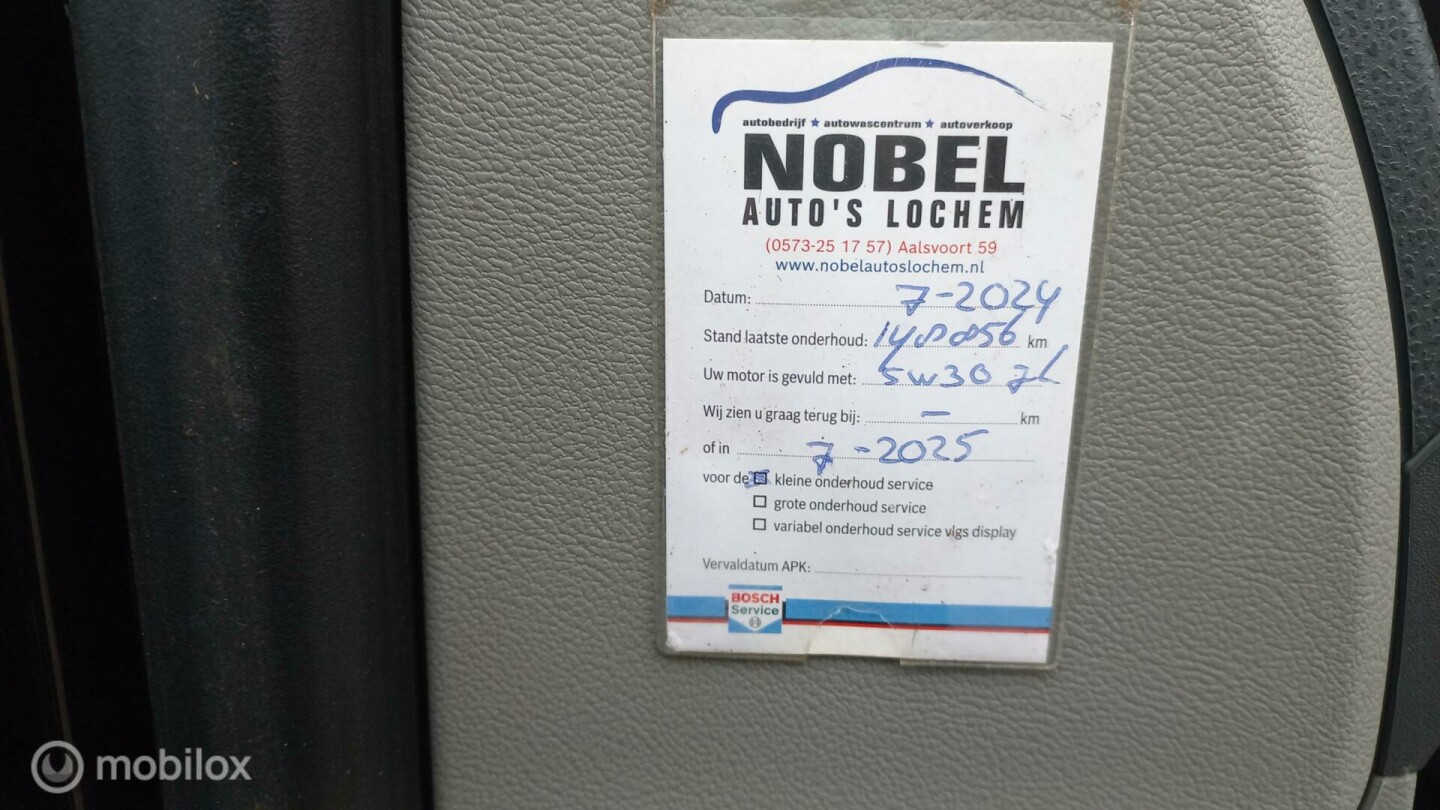 autobedrijf ★ autowascentrum ★ autoverkoop
NOBEL
AUTO'S LOCHEM
(0573-25 17 57) Aalsvoort 59
www.nobelautoslochem.nl
Datum: 7-2024
Stand laatste onderhoud: 148856 km
Uw motor is gevuld met: 5W30
Wij zien u graag terug bij: - km
of in 7-2025
voor de kleine onderhoud service
grote onderhoud service
variabel onderhoud service vlgs display
Vervaldatum APK:
BOSCH
Service
mobilox